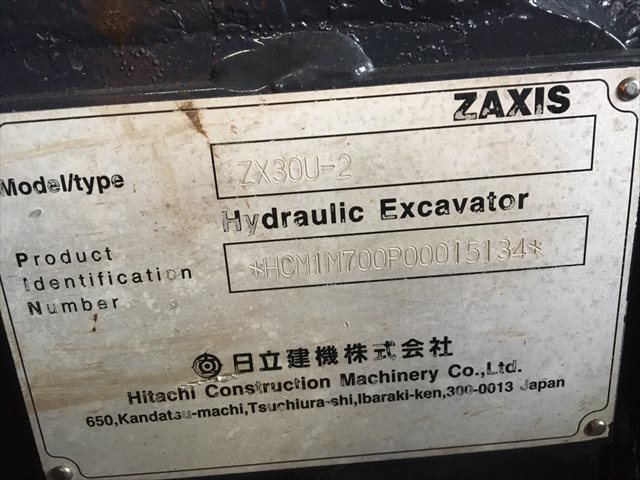 ZAXIS
Model/type ZX30U-2
Hydraulic Excavator
Product
Identification
Number
*HCM1M700P00015134*
日立建機株式会社
Hitachi Construction Machinery Co.,Ltd.
650,Kandatsu-machi,Tsuchiura-shi,Ibaraki-ken,300-0013 Japan